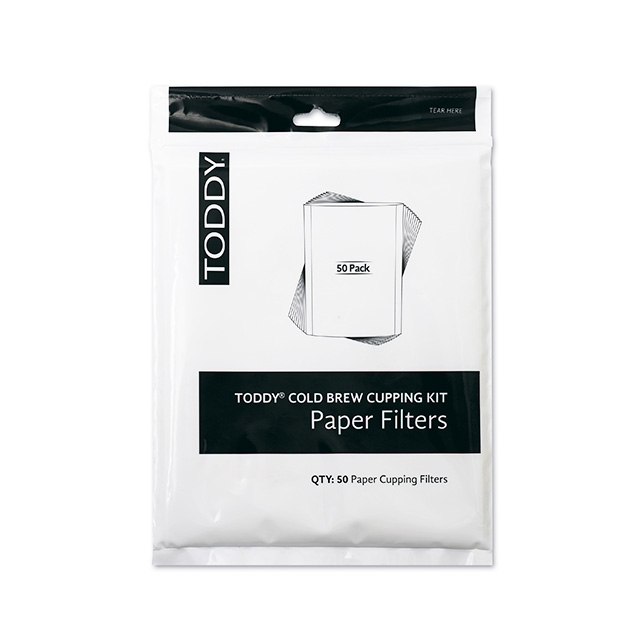 TEAR HERE
TODDY.
50 Pack
TODDY® COLD BREW CUPPING KIT
Paper Filters
QTY: 50 Paper Cupping Filters